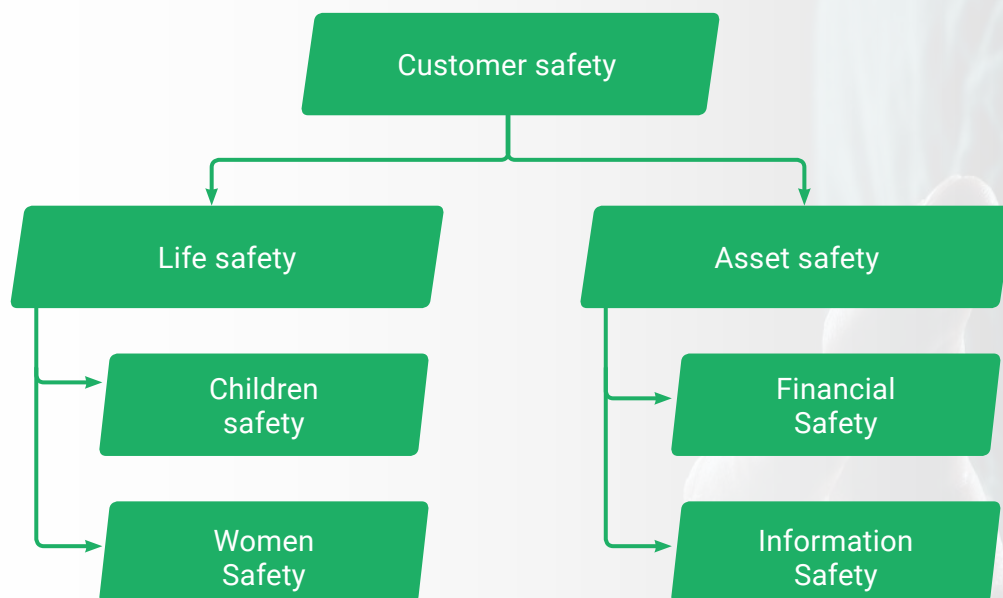 Customer safety
Life safety
Asset safety
Children
safety
Financial
Safety
Women
Safety
Information
Safety